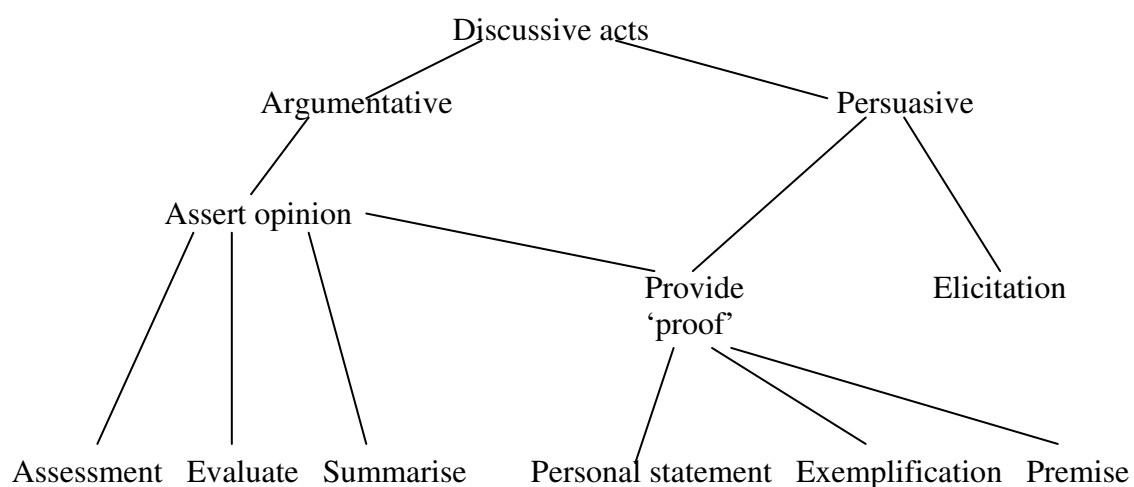 Discussive acts
Argumentative
Persuasive
Assert opinion
Provide
‘proof’
Elicitation
Assessment
Evaluate
Summarise
Personal statement
Exemplification
Premise